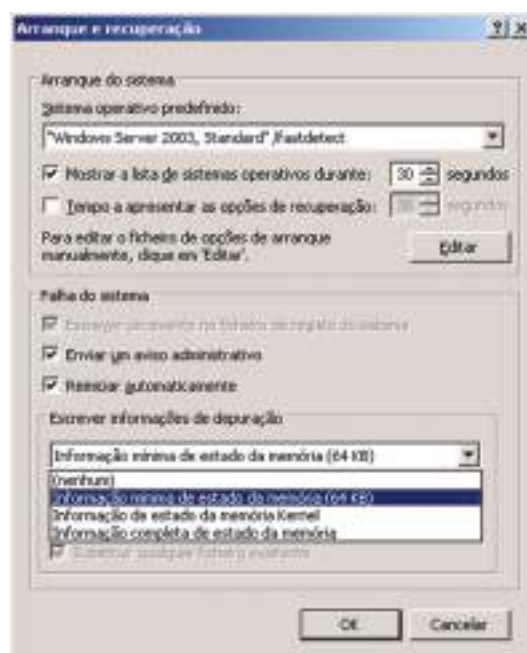 Arranque e recuperação
Arranque do sistema
Sistema operativo predefinido:
"Windows Server 2003, Standard" /fastdetect
Mostrar a lista de sistemas operativos durante: 30 segundos
Tempo a apresentar as opções de recuperação: 30 segundos
Para editar o ficheiro de opções de arranque
manualmente, clique em 'Editar'.
Editar
Falha do sistema
Escrever um evento no ficheiro de registo do sistema
Enviar um aviso administrativo
Reiniciar automaticamente
Escrever informações de depuração
Informação mínima de estado da memória (64 KB)
(nenhum)
Informação mínima de estado da memória (64 KB)
Informação de estado da memória Kernel
Informação completa de estado da memória
Substituir qualquer ficheiro existente
OK
Cancelar